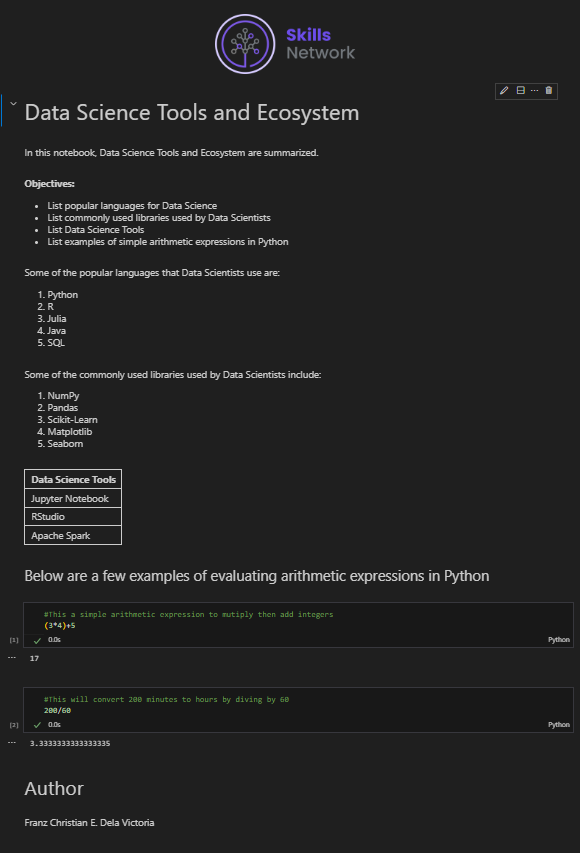 Skills
Network
Data Science Tools and Ecosystem
In this notebook, Data Science Tools and Ecosystem are summarized.
Objectives:
• List popular languages for Data Science
• List commonly used libraries used by Data Scientists
• List Data Science Tools
• List examples of simple arithmetic expressions in Python
Some of the popular languages that Data Scientists use are:
1. Python
2. R
3. Julia
4. Java
5. SQL
Some of the commonly used libraries used by Data Scientists include:
1. NumPy
2. Pandas
3. Scikit-Learn
4. Matplotlib
5. Seaborn
Data Science Tools
Jupyter Notebook
RStudio
Apache Spark
Below are a few examples of evaluating arithmetic expressions in Python
#This a simple arithmetic expression to mutiply then add integers
(3*4)+5
[1] 0.0s Python
17
#This will convert 200 minutes to hours by diving by 60
200/60
[2] 0.0s Python
3.3333333333333335
Author
Franz Christian E. Dela Victoria